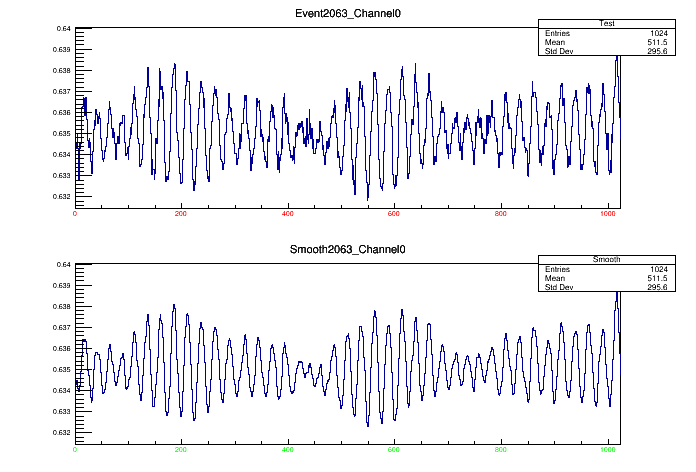 Event2063_Channel0
Test
Entries 1024
Mean 511.5
Std Dev 295.6
0.64
0.639
0.638
0.637
0.636
0.635
0.634
0.633
0.632
0 200 400 600 800 1000
Smooth2063_Channel0
Smooth
Entries 1024
Mean 511.5
Std Dev 295.6
0.64
0.639
0.638
0.637
0.636
0.635
0.634
0.633
0.632
0 200 400 600 800 1000